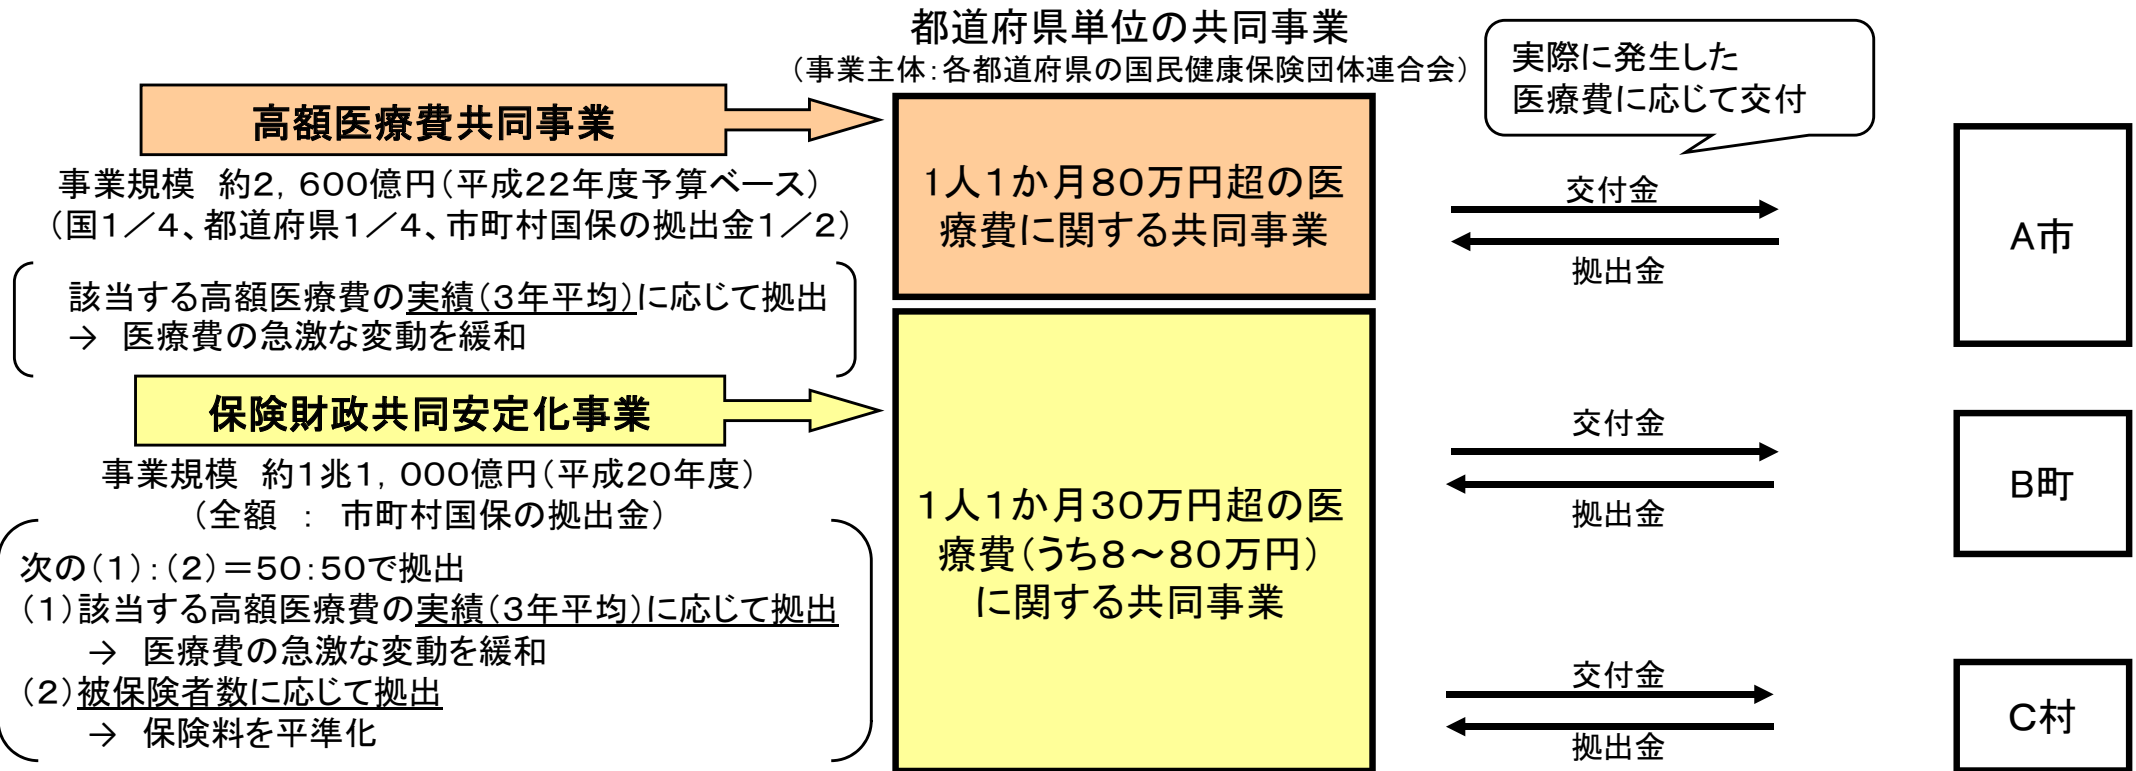 都道府県単位の共同事業
（事業主体：各都道府県の国民健康保険団体連合会）
実際に発生した
医療費に応じて交付
高額医療費共同事業
事業規模　約２，６００億円（平成２２年度予算ベース）
（国１／４、都道府県１／４、市町村国保の拠出金１／２）
該当する高額医療費の実績（３年平均）に応じて拠出
→　医療費の急激な変動を緩和
保険財政共同安定化事業
事業規模　約１兆１，０００億円（平成２０年度）
（全額　：　市町村国保の拠出金）
次の（１）：（２）＝５０：５０で拠出
（１）該当する高額医療費の実績（３年平均）に応じて拠出
→　医療費の急激な変動を緩和
（２）被保険者数に応じて拠出
→　保険料を平準化
１人１か月８０万円超の医
療費に関する共同事業
１人１か月３０万円超の医
療費（うち８～８０万円）
に関する共同事業
交付金
拠出金
A市
交付金
拠出金
B町
交付金
拠出金
C村